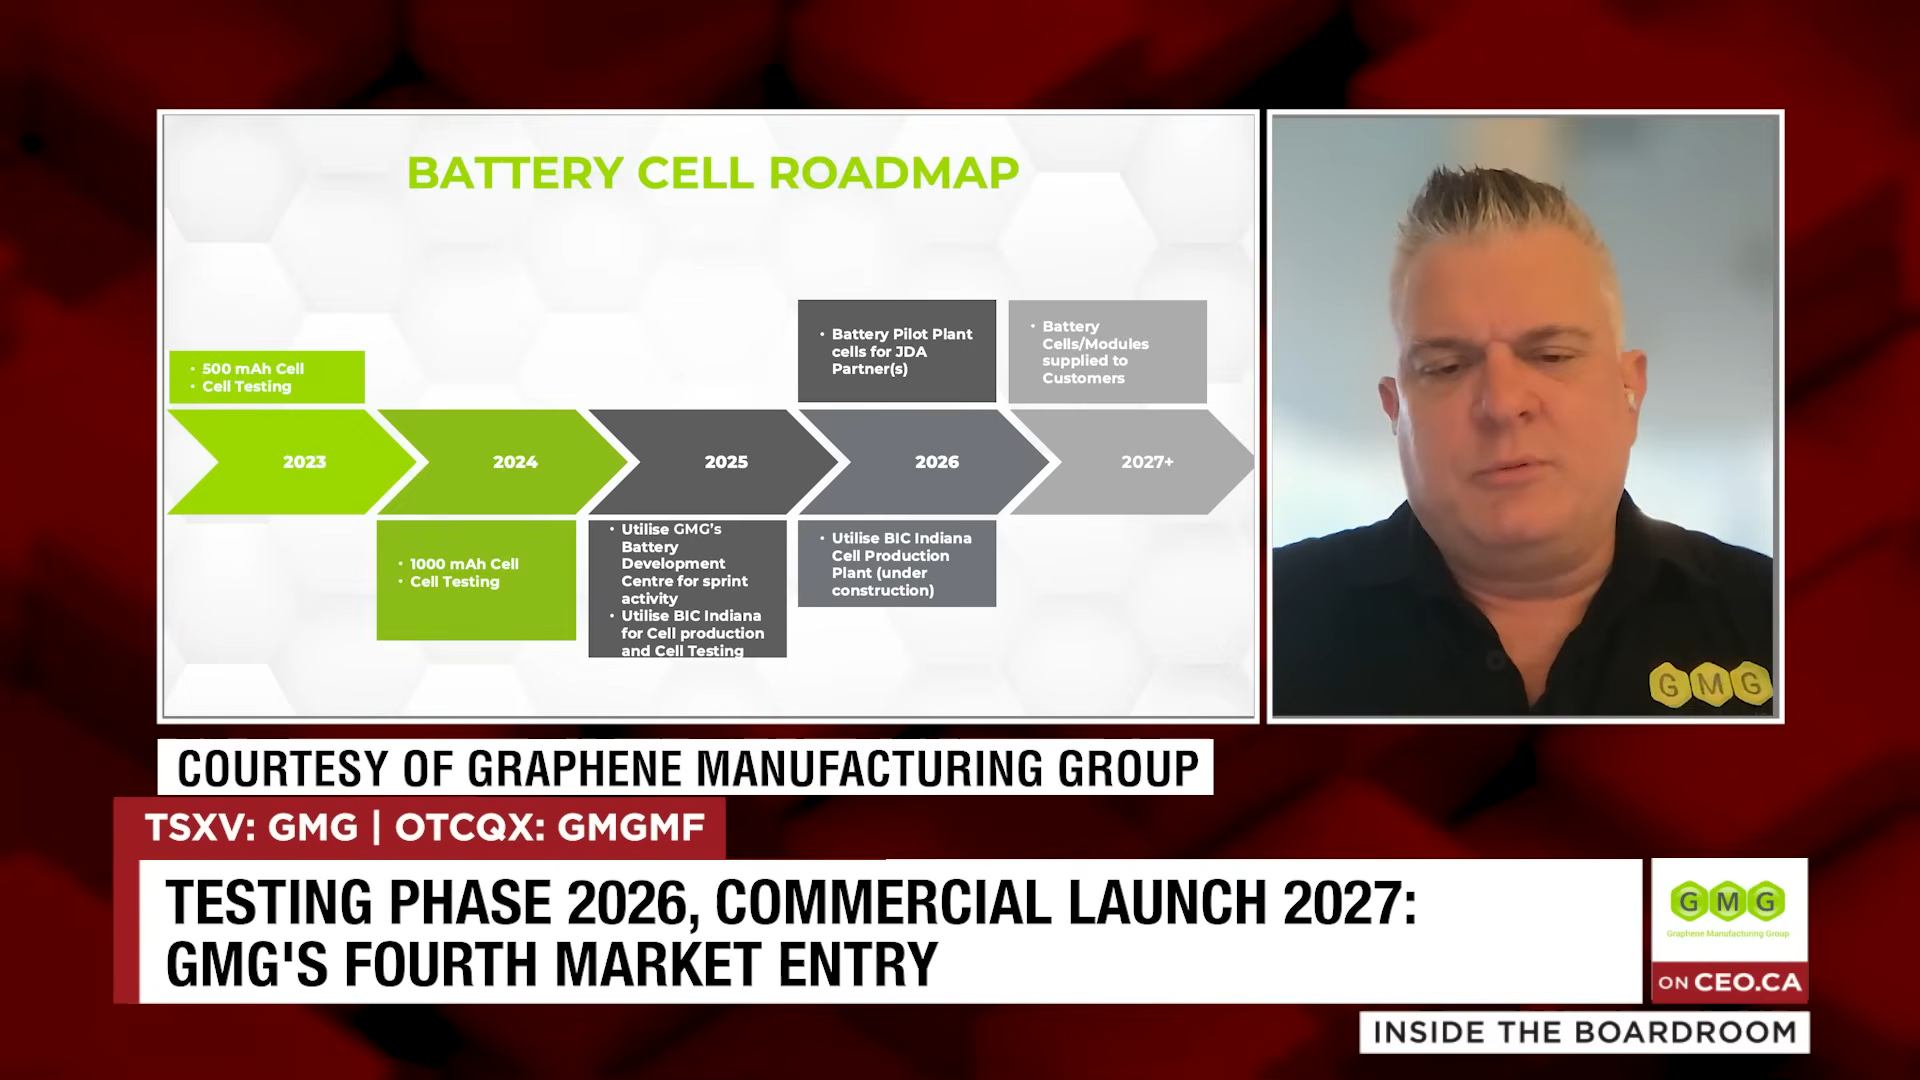 BATTERY CELL ROADMAP
• 500 mAh Cell
• Cell Testing
• Battery Pilot Plant
cells for JDA
Partner(s)
• Battery
Cells/Modules
supplied to
Customers
2023
2024
2025
2026
2027+
• 1000 mAh Cell
• Cell Testing
• Utilise GMG's
Battery
Development
Centre for sprint
activity
• Utilise BIC Indiana
for Cell production
and Cell Testing
• Utilise BIC Indiana
Cell Production
Plant (under
construction)
GMG
COURTESY OF GRAPHENE MANUFACTURING GROUP
TSXV: GMG | OTCQX: GMGMF
TESTING PHASE 2026, COMMERCIAL LAUNCH 2027:
GMG'S FOURTH MARKET ENTRY
GMG
Graphene Manufacturing Group
ON CEO.CA
INSIDE THE BOARDROOM